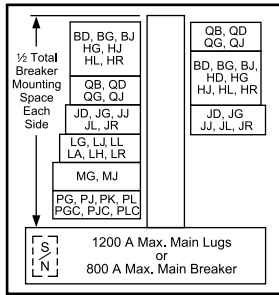 ½ Total
Breaker
Mounting
Space
Each
Side
BD, BG, BJ
HG, HJ
HL, HR
QB, QD
QG, QJ
JD, JG, JJ
JL, JR
LG, LJ, LL
LA, LH, LR
MG, MJ
PG, PJ, PK, PL
PGC, PJC, PLC
QB, QD
QG, QJ
BD, BG, BJ,
HD, HG
HJ, HL, HR
JD, JG
JJ, JL, JR
S/N
1200 A Max. Main Lugs
or
800 A Max. Main Breaker